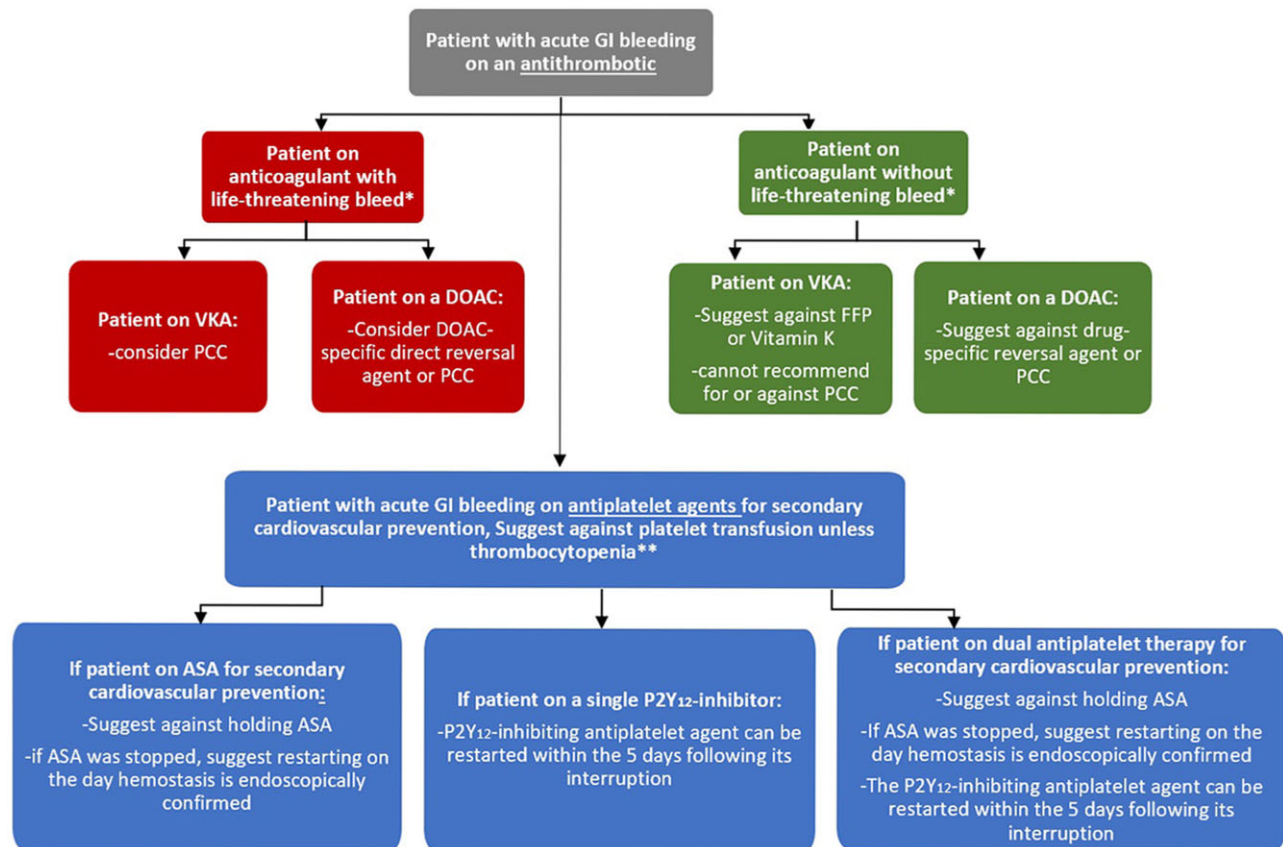 Patient with acute GI bleeding
on an antithrombotic
Patient on
anticoagulant with
life-threatening bleed*
Patient on
anticoagulant without
life-threatening bleed*
Patient on VKA:
-consider PCC
Patient on a DOAC:
-Consider DOAC-
specific direct reversal
agent or PCC
Patient on VKA:
-Suggest against FFP
or Vitamin K
-cannot recommend
for or against PCC
Patient on a DOAC:
-Suggest against drug-
specific reversal agent or
PCC
Patient with acute GI bleeding on antiplatelet agents for secondary
cardiovascular prevention, Suggest against platelet transfusion unless
thrombocytopenia**
If patient on ASA for secondary
cardiovascular prevention:
-Suggest against holding ASA
-if ASA was stopped, suggest restarting on
the day hemostasis is endoscopically
confirmed
If patient on a single P2Y₁₂-inhibitor:
-P2Y₁₂-inhibiting antiplatelet agent can be
restarted within the 5 days following its
interruption
If patient on dual antiplatelet therapy for
secondary cardiovascular prevention:
-Suggest against holding ASA
-If ASA was stopped, suggest restarting on the
day hemostasis is endoscopically confirmed
-The P2Y₁₂-inhibiting antiplatelet agent can be
restarted within the 5 days following its
interruption